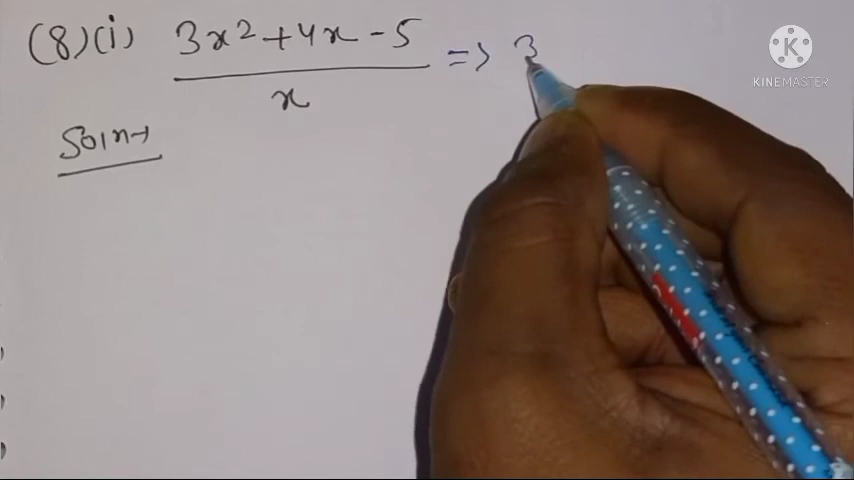 (8)(i) 3x2+4x-5 => 3
x
Soln→
K
KINEMASTER